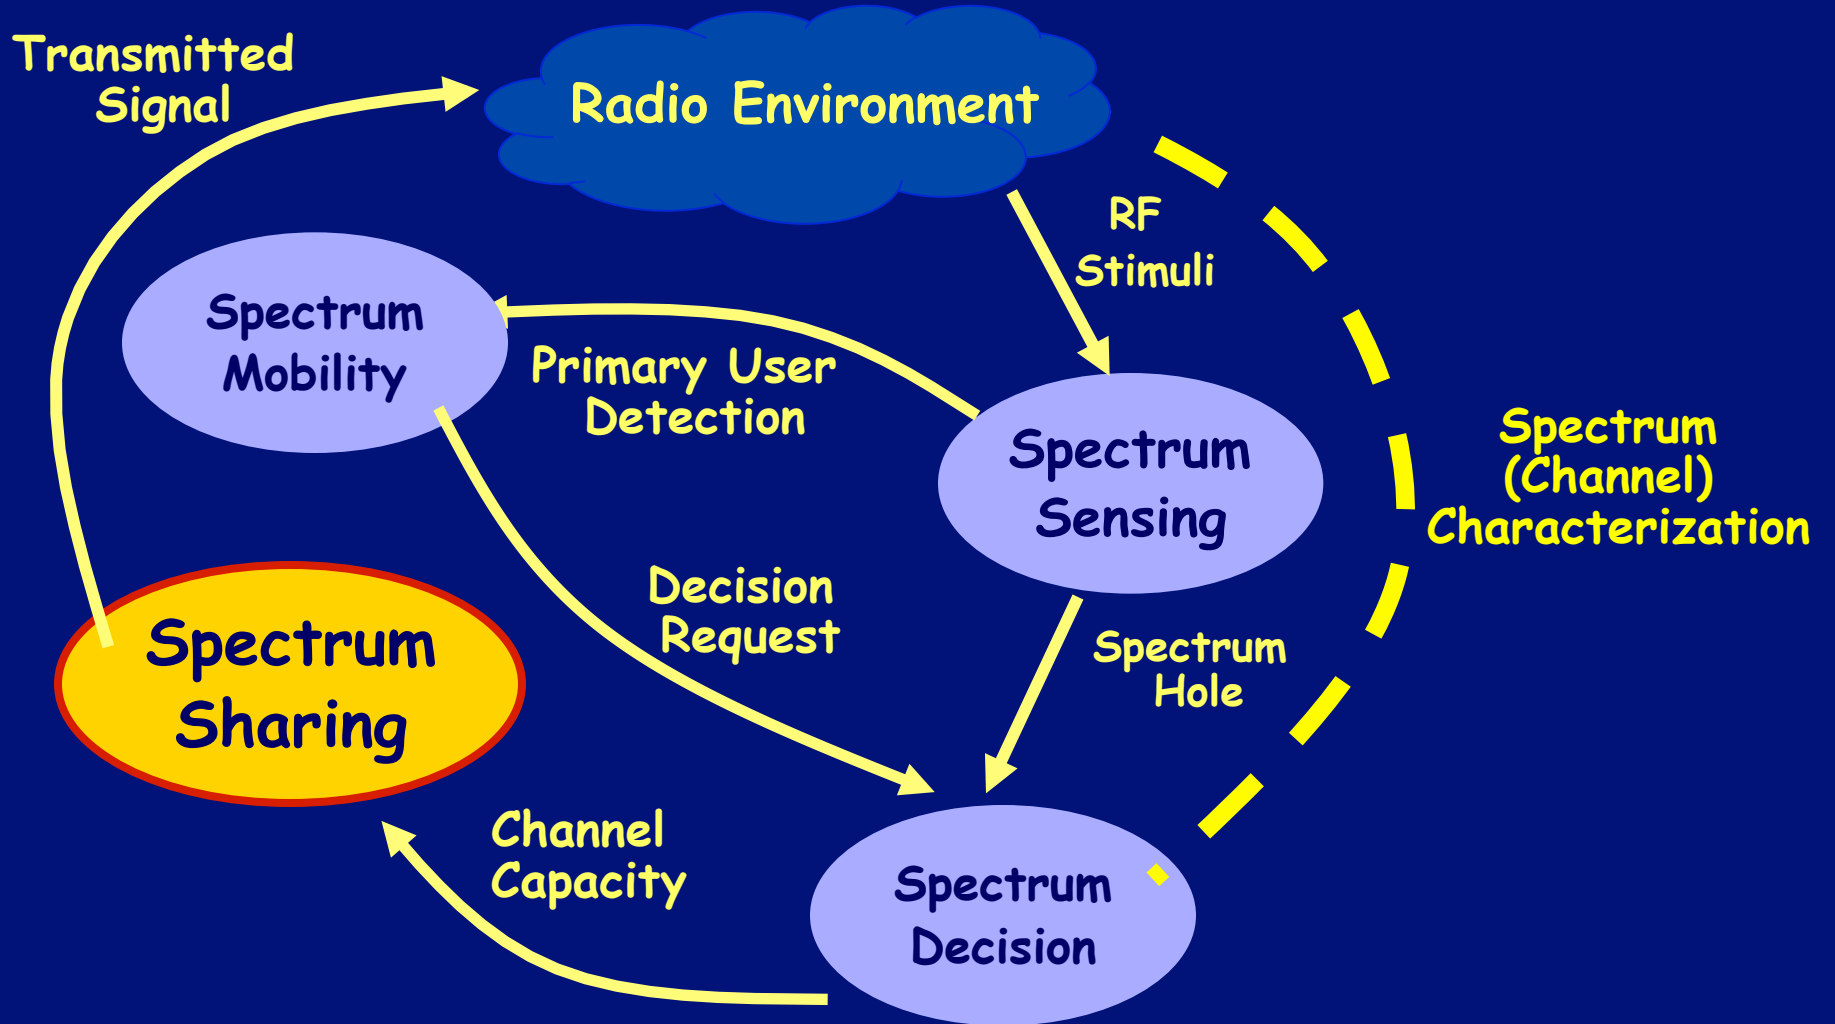 Transmitted
Signal
Radio Environment
RF
Stimuli
Spectrum
Mobility
Primary User
Detection
Spectrum
Sensing
Spectrum
(Channel)
Characterization
Decision
Request
Spectrum
Hole
Spectrum
Sharing
Channel
Capacity
Spectrum
Decision